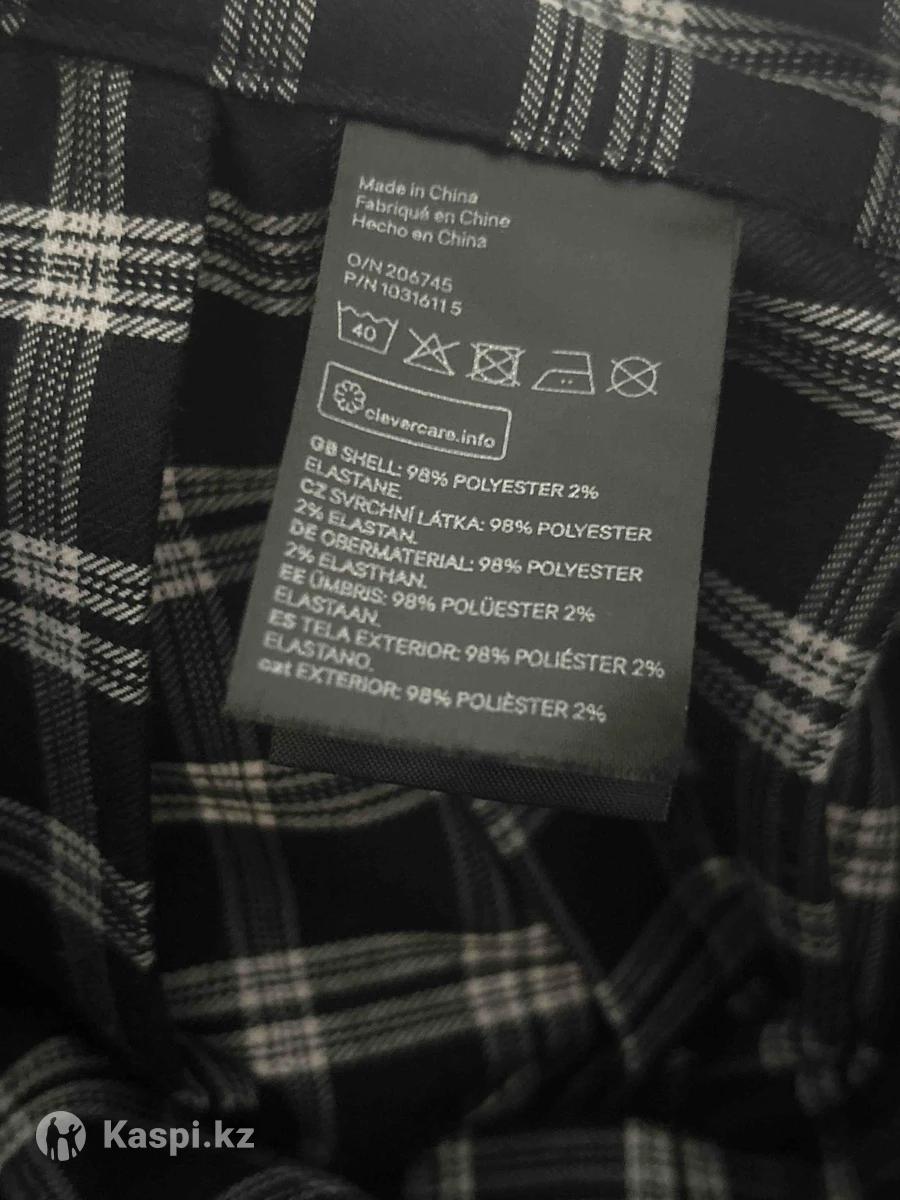 Made in China
Fabriqué en Chine
Hecho en China
O/N 206745
P/N 10316115
40
clevercare.info
GB SHELL: 98% POLYESTER 2%
ELASTANE.
CZ SVRCHNÍ LÁTKA: 98% POLYESTER
2% ELASTAN.
DE OBERMATERIAL: 98% POLYESTER
2% ELASTHAN.
EE ÜMBRIS: 98% POLÜESTER 2%
ELASTAAN.
ES TELA EXTERIOR: 98% POLIÉSTER 2%
ELASTANO.
cat EXTERIOR: 98% POLIÈSTER 2%
Kaspi.kz